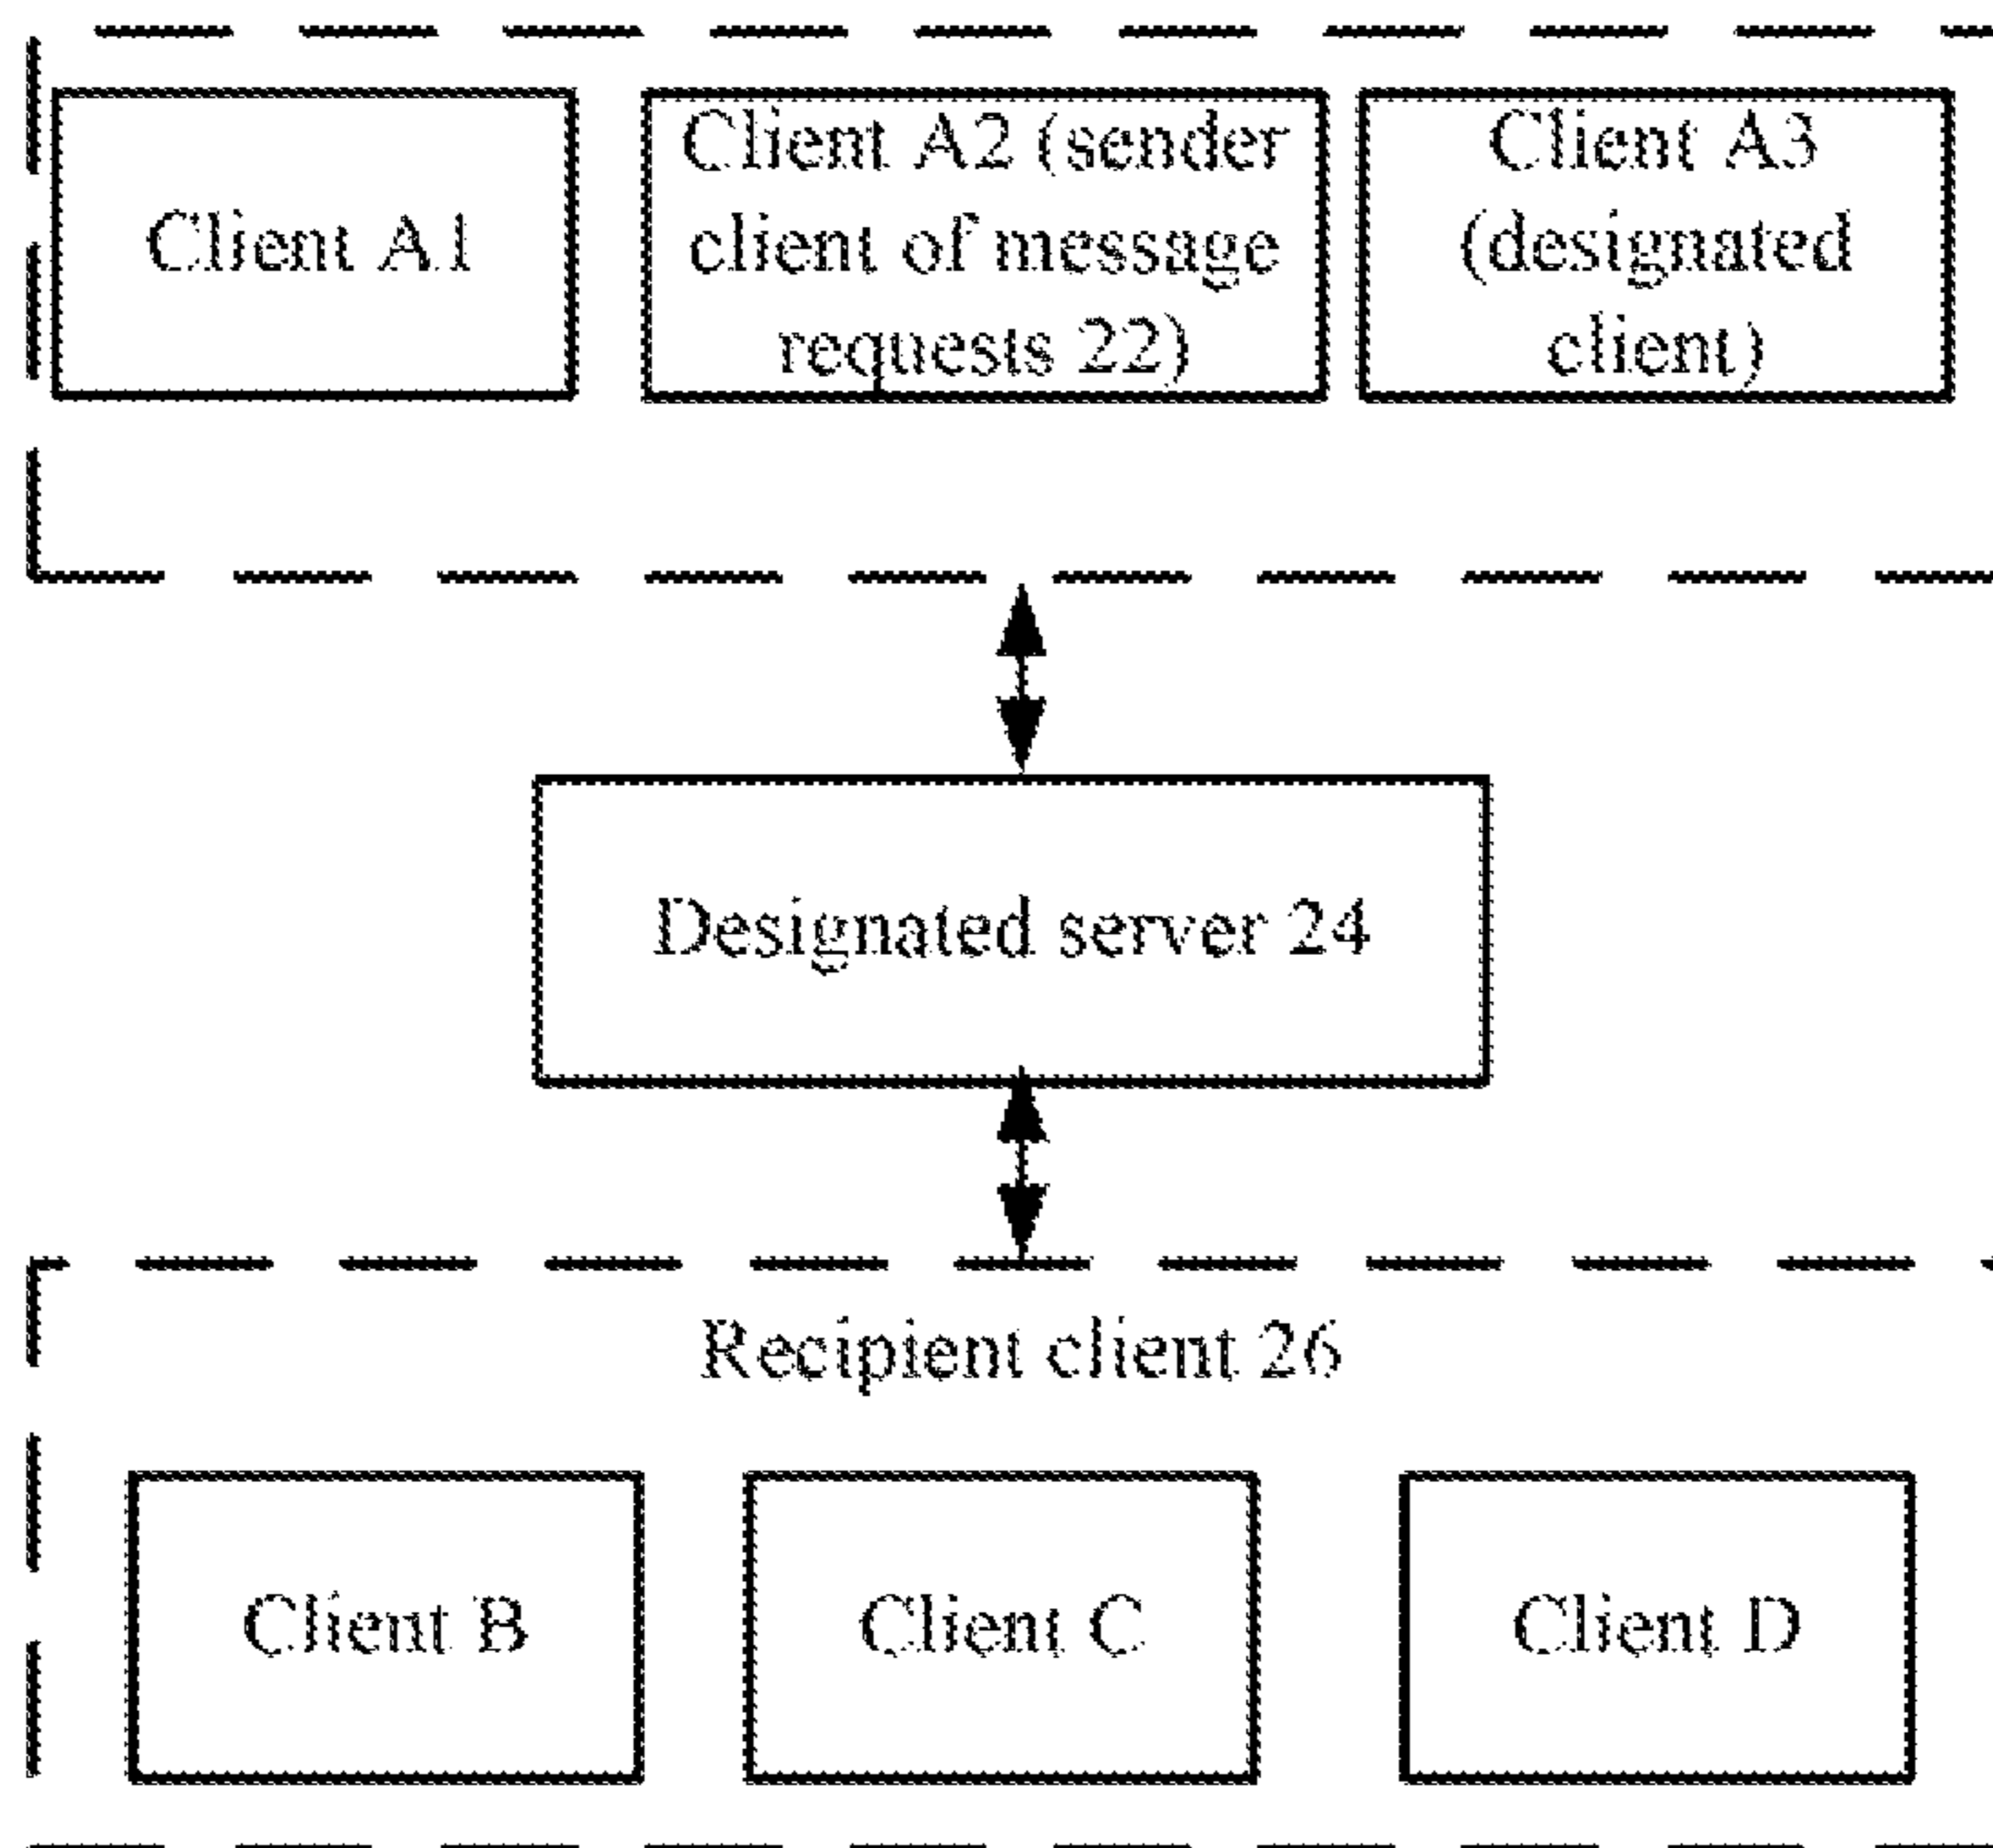 Client A1
Client A2 (sender
client of message
requests 22)
Client A3
(designated
client)
Designated server 24
Recipient client 26
Client B
Client C
Client D